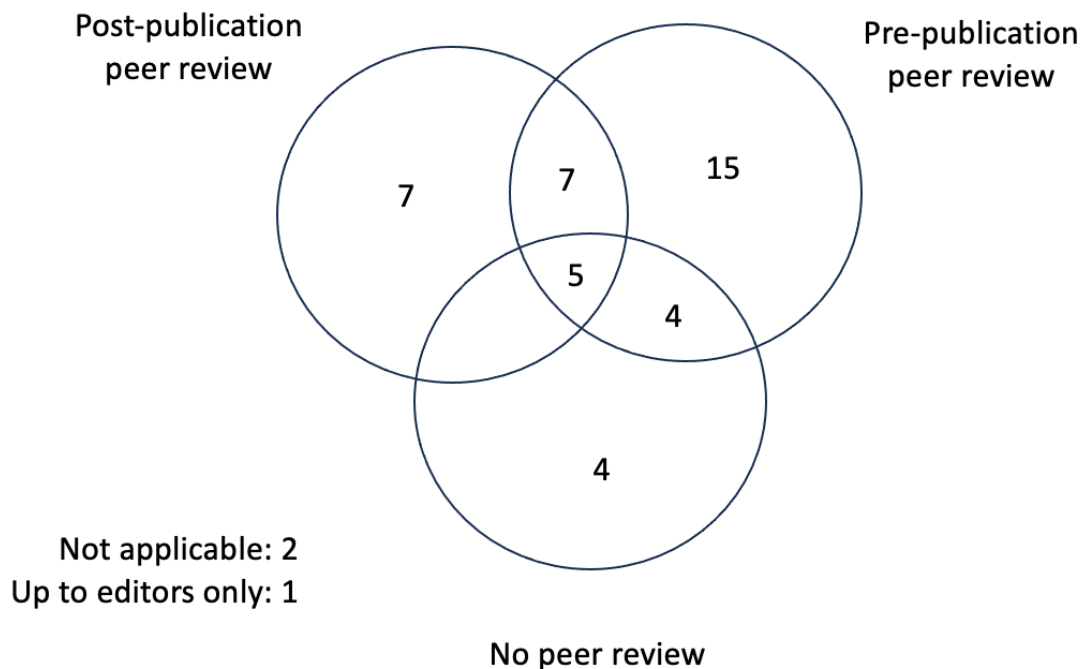 Post-publication
peer review
Pre-publication
peer review
7
7
15
5
4
4
Not applicable: 2
Up to editors only: 1
No peer review